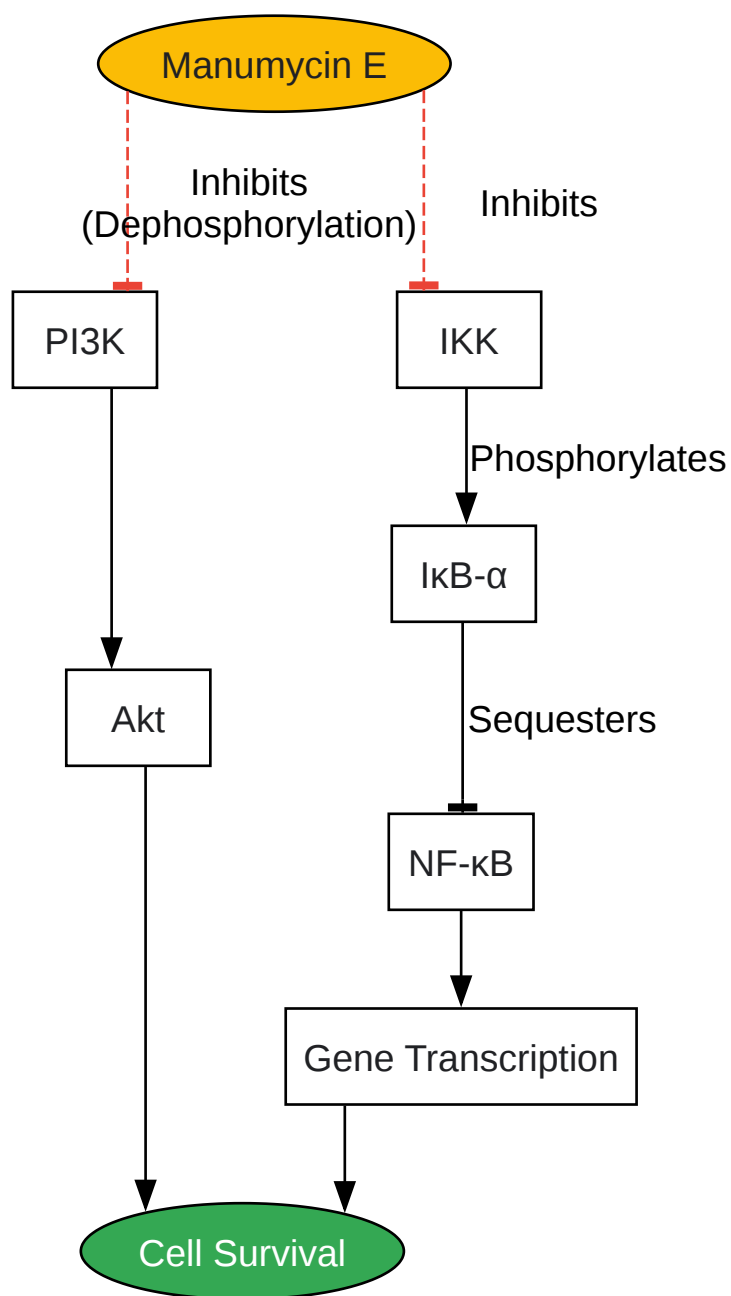 Manumycin E
Inhibits
(Dephosphorylation)
Inhibits
PI3K
IKK
Phosphorylates
IκB-α
Akt
Sequesters
NF-κB
Gene Transcription
Cell Survival